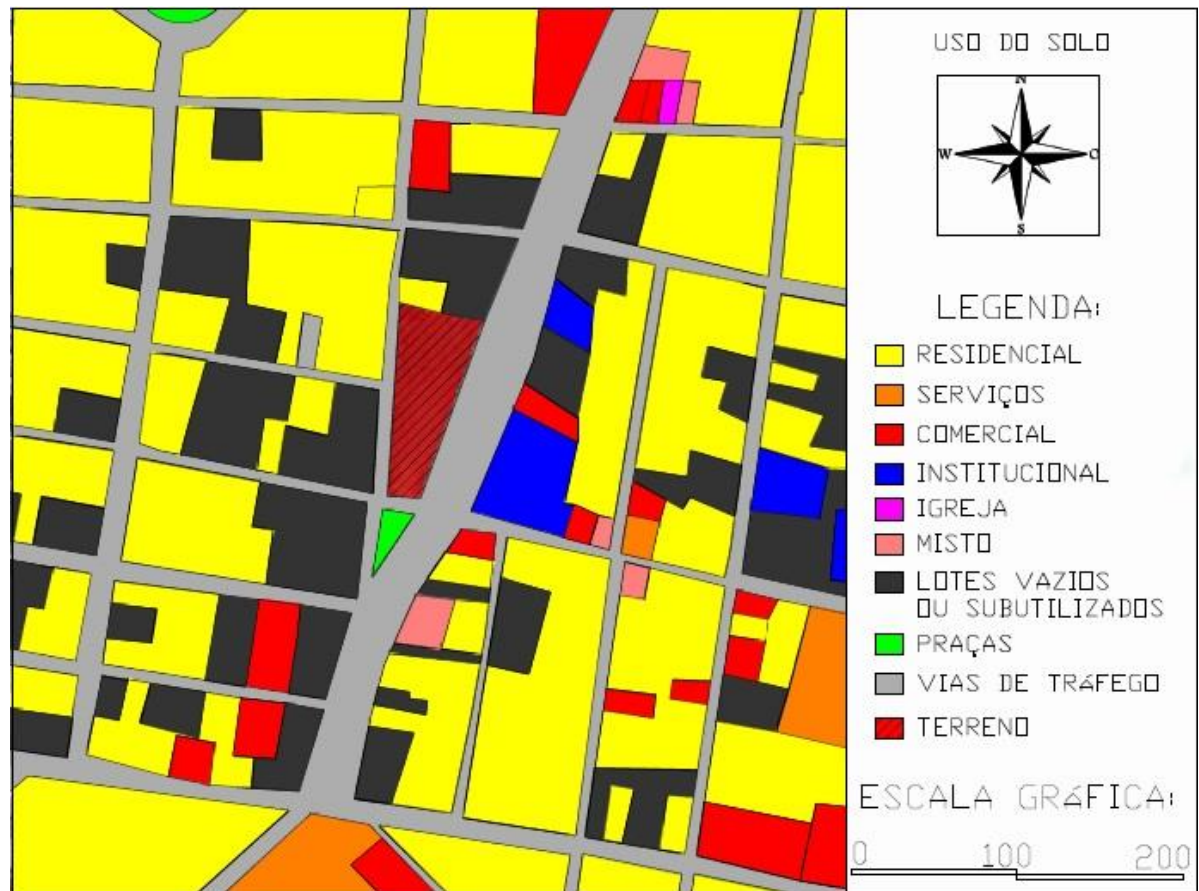 USO DO SOLO
N
W O
S
LEGENDA:
RESIDENCIAL
SERVIÇOS
COMERCIAL
INSTITUCIONAL
IGREJA
MISTO
LOTES VAZIOS
OU SUBUTILIZADOS
PRAÇAS
VIAS DE TRÁFEGO
TERRENO
ESCALA GRÁFICA:
0 100 200